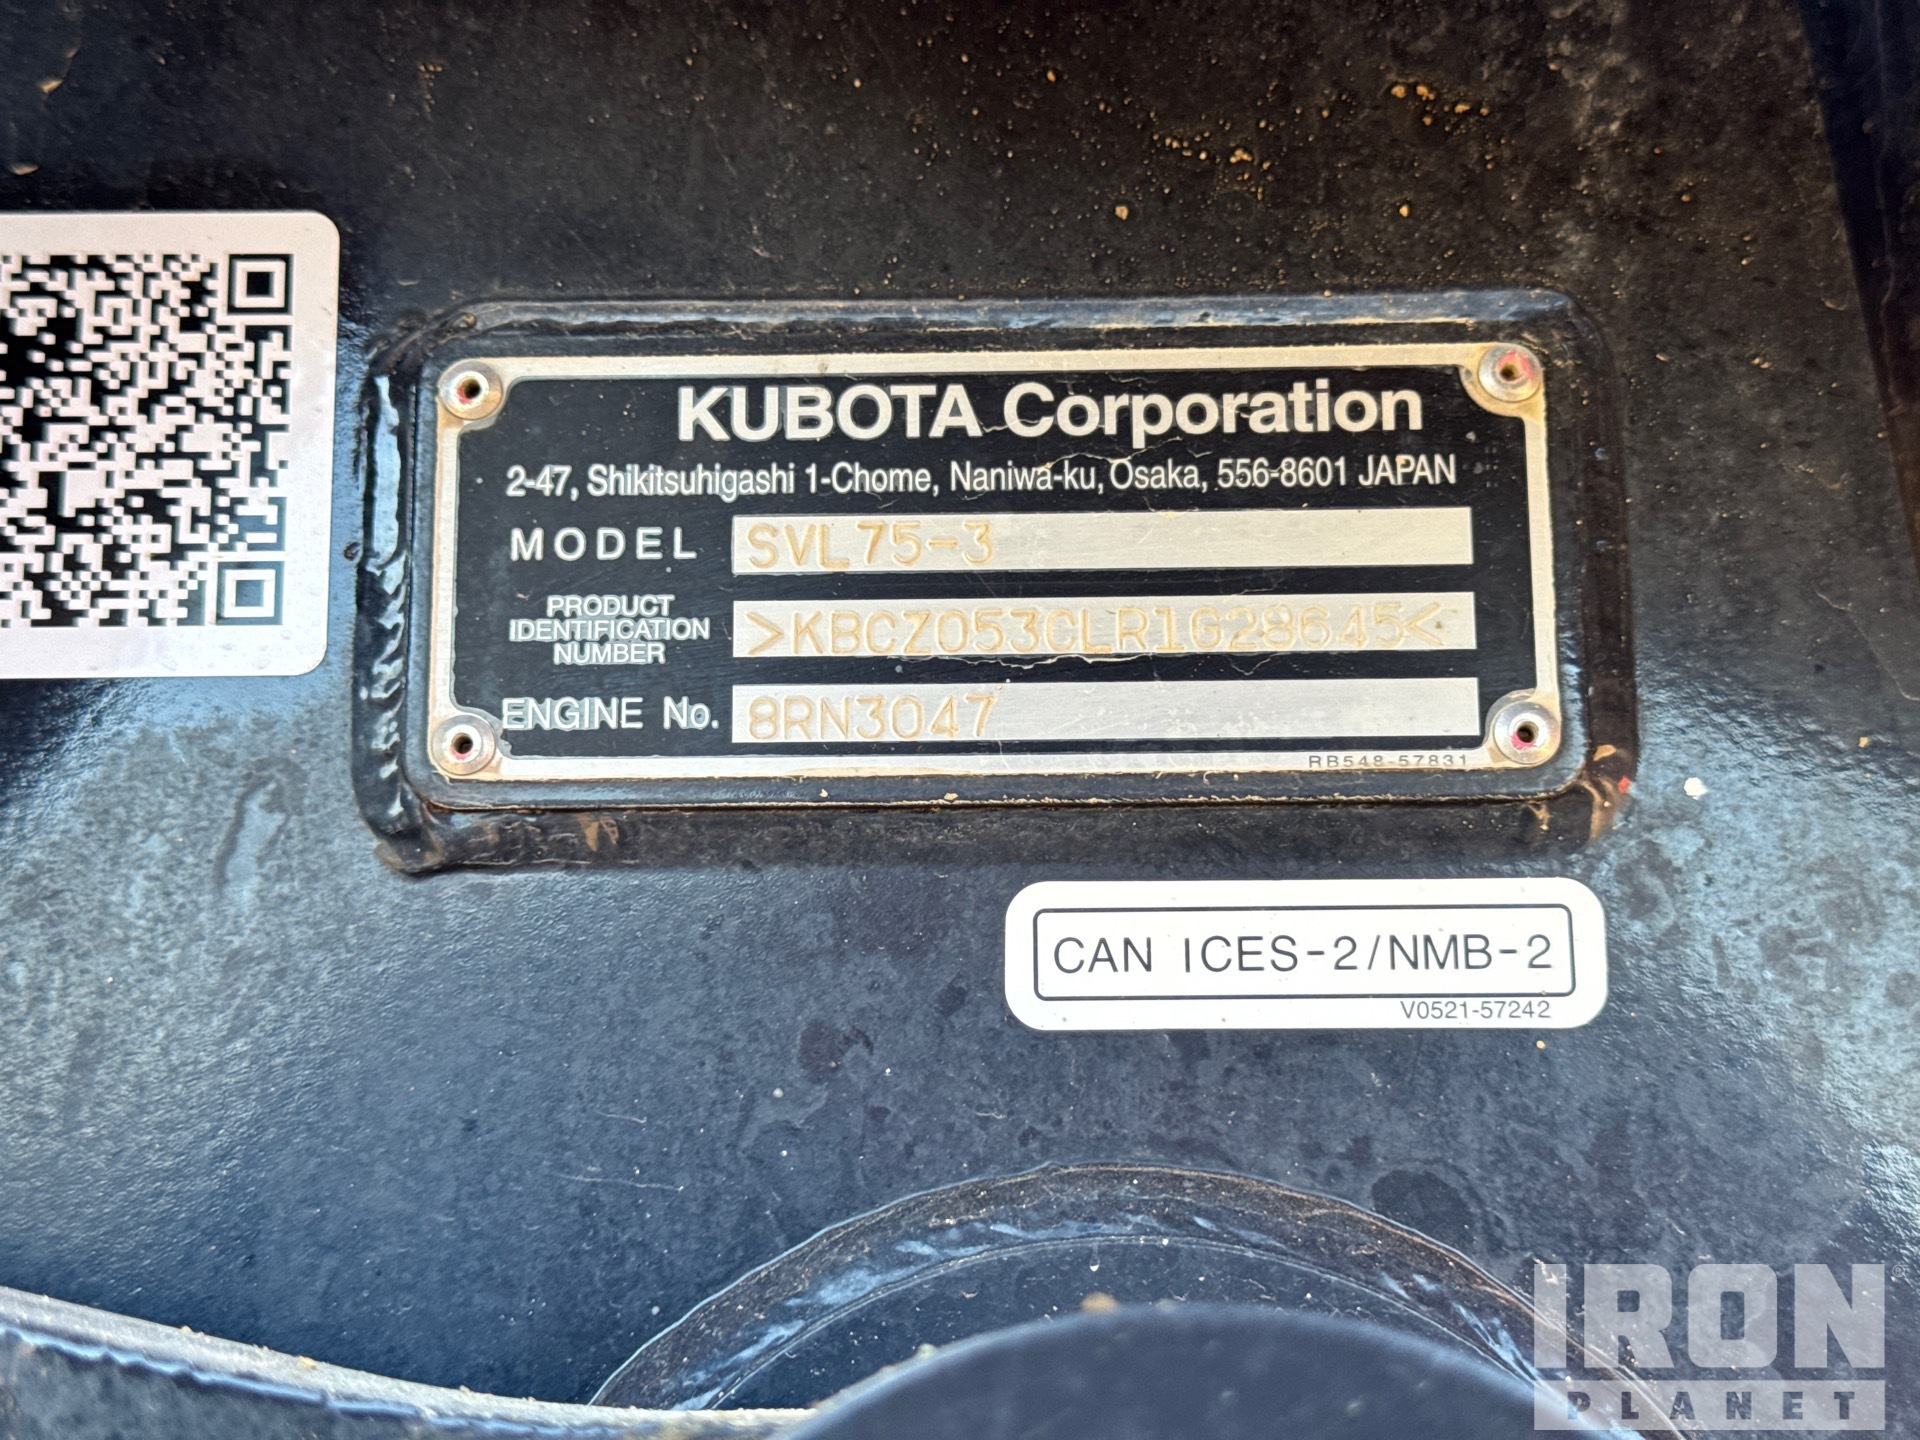 KUBOTA Corporation
2-47, Shikitsuhigashi 1-Chome, Naniwa-ku, Osaka, 556-8601 JAPAN
MODEL SVL75-3
PRODUCT
IDENTIFICATION
NUMBER
>KBCZ053CLR1G28645<
ENGINE No. 8RN3047
RB548-57831
CAN ICES-2/NMB-2
V0521-57242
IRON®
PLANET